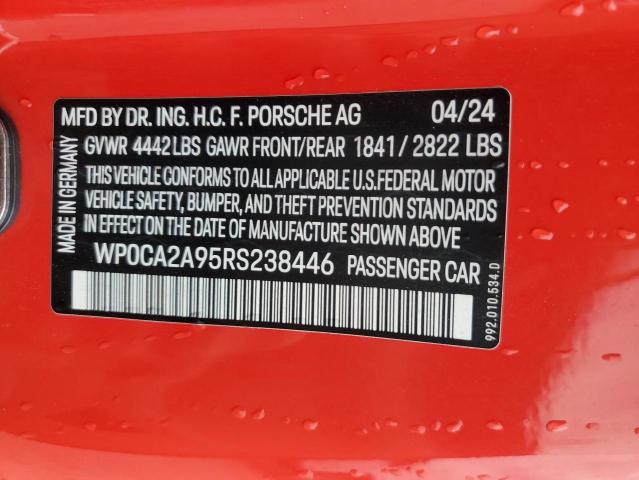 MFD BY DR. ING. H.C. F. PORSCHE AG 04/24
GVWR 4442 LBS GAWR FRONT/REAR 1841/2822 LBS
THIS VEHICLE CONFORMS TO ALL APPLICABLE U.S. FEDERAL MOTOR
VEHICLE SAFETY, BUMPER, AND THEFT PREVENTION STANDARDS
IN EFFECT ON THE DATE OF MANUFACTURE SHOWN ABOVE
WP0CA2A95RS238446 PASSENGER CAR
MADE IN GERMANY
992.010.534.D